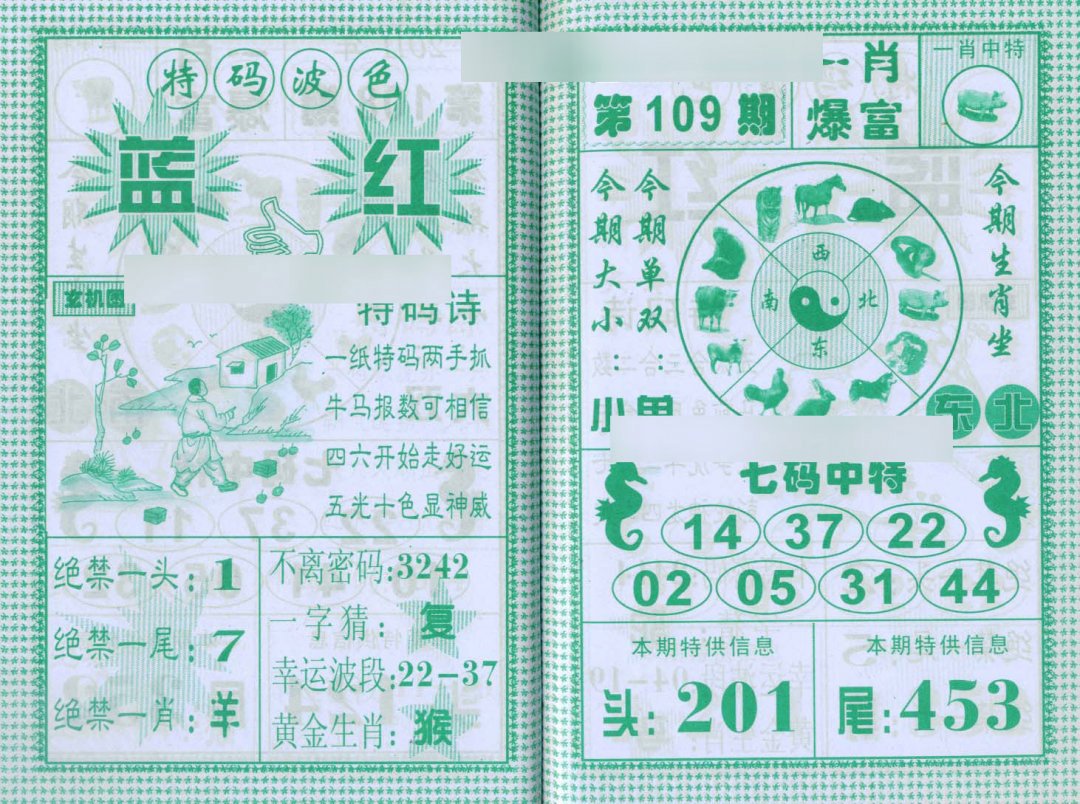 特码波色
蓝 红
玄机图
特码诗
一纸特码两手抓
牛马报数可相信
四六开始走好运
五光十色显神威
绝禁一头:1
绝禁一尾:7
绝禁一肖:羊
不离密码:3242
一字猜:复
幸运波段:22-37
黄金生肖:猴
第109期
一肖
爆富
一肖中特
今期大小:小
今期单双:单
西
南 北
东
今期生肖坐
东北
七码中特
14 37 22
02 05 31 44
本期特供信息
头:201
本期特供信息
尾:453